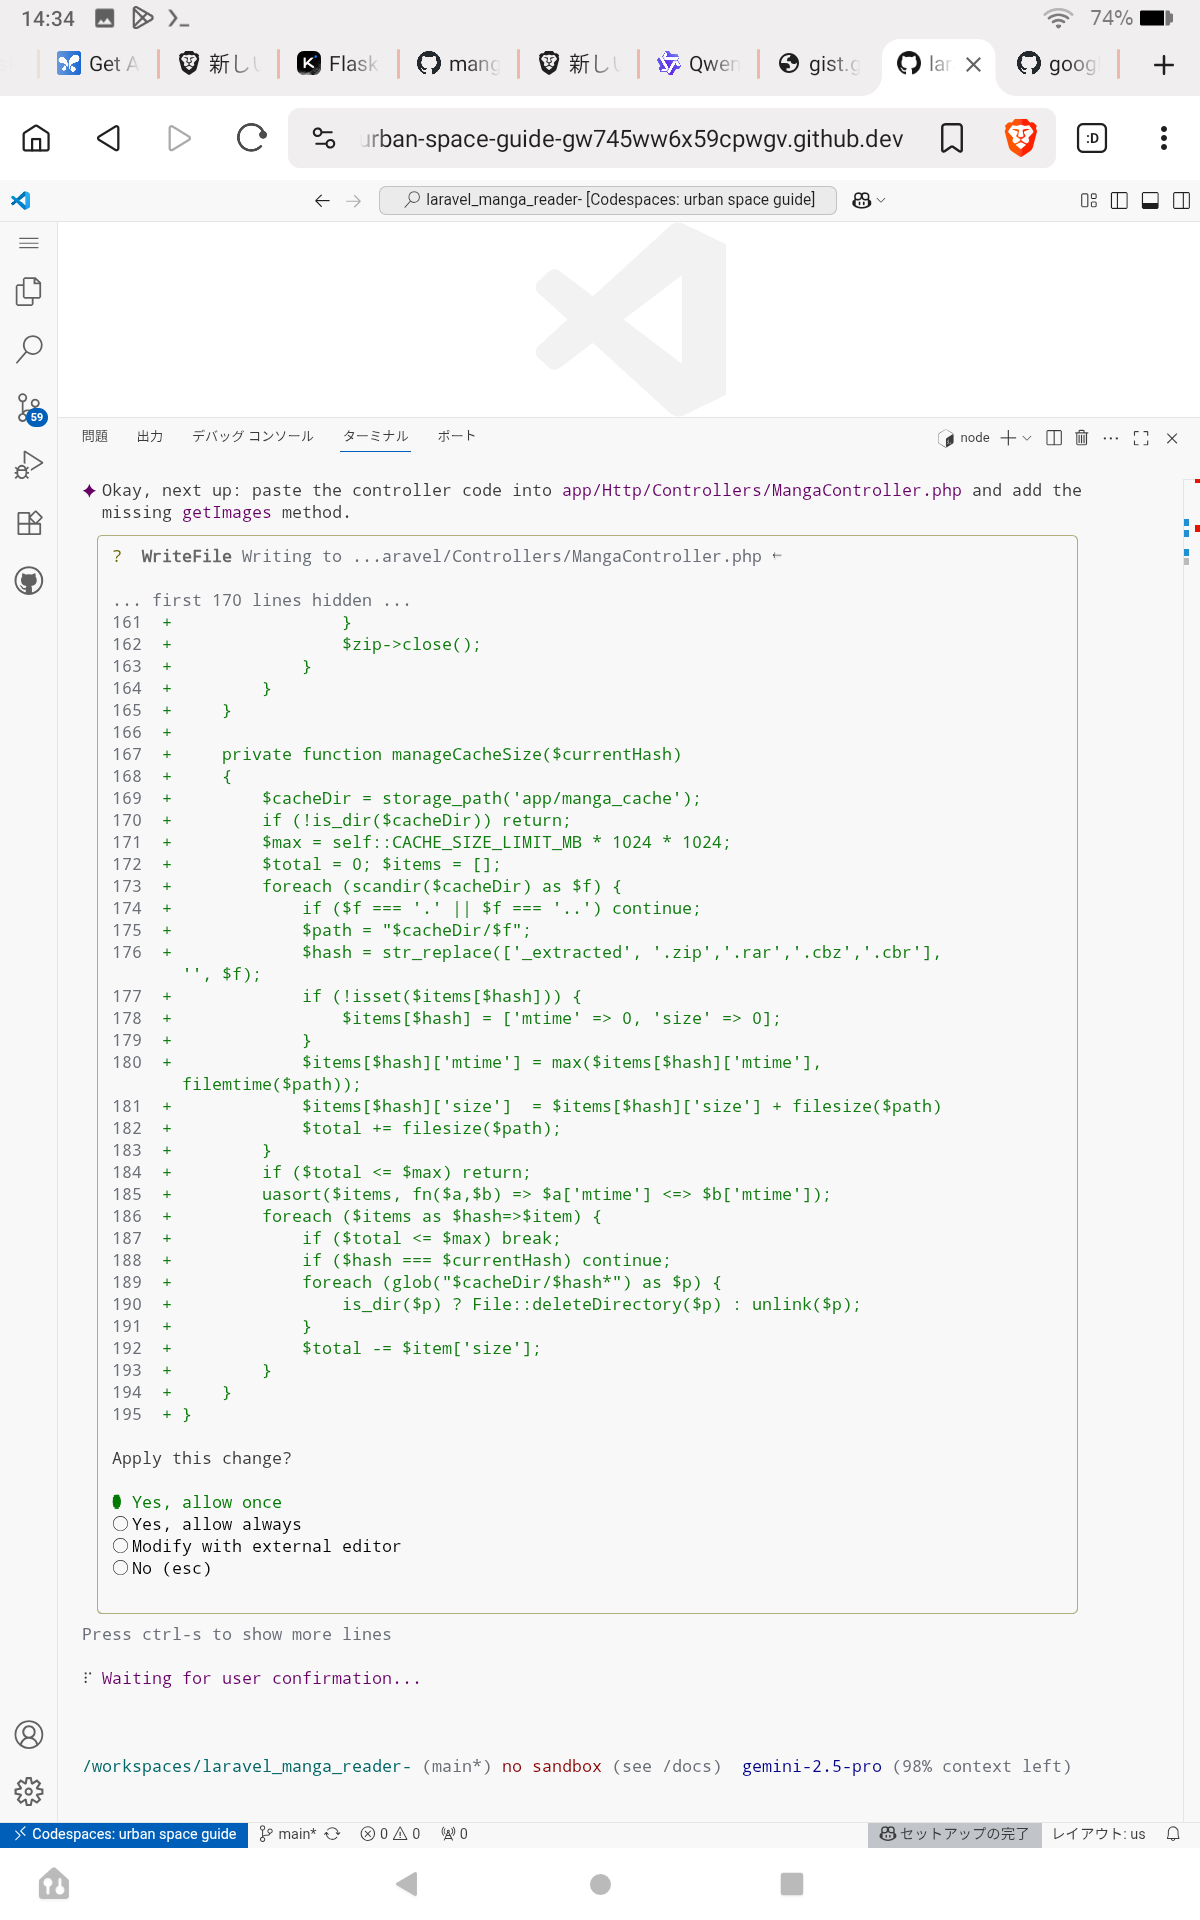 14:34
74%
Get A
新し
Flask
mang
新し
Qwen
gist.g
lar
goog
urban-space-guide-gw745ww6x59cpwgv.github.dev
:D
laravel_manga_reader- [Codespaces: urban space guide]
59
問題 出力 デバッグ コンソール ターミナル ポート
node
Okay, next up: paste the controller code into app/Http/Controllers/MangaController.php and add the
missing getImages method.
? WriteFile Writing to ...aravel/Controllers/MangaController.php ←
... first 170 lines hidden ...
161 + }
162 + $zip->close();
163 + }
164 + }
165 + }
166 +
167 + private function manageCacheSize($currentHash)
168 + {
169 + $cacheDir = storage_path('app/manga_cache');
170 + if (!is_dir($cacheDir)) return;
171 + $max = self::CACHE_SIZE_LIMIT_MB * 1024 * 1024;
172 + $total = 0; $items = [];
173 + foreach (scandir($cacheDir) as $f) {
174 + if ($f === '.' || $f === '..') continue;
175 + $path = "$cacheDir/$f";
176 + $hash = str_replace(['_extracted', '.zip','.rar','.cbz','.cbr'],
'', $f);
177 + if (!isset($items[$hash])) {
178 + $items[$hash] = ['mtime' => 0, 'size' => 0];
179 + }
180 + $items[$hash]['mtime'] = max($items[$hash]['mtime'],
filemtime($path));
181 + $items[$hash]['size']  = $items[$hash]['size'] + filesize($path)
182 + $total += filesize($path);
183 + }
184 + if ($total <= $max) return;
185 + uasort($items, fn($a,$b) => $a['mtime'] <=> $b['mtime']);
186 + foreach ($items as $hash=>$item) {
187 + if ($total <= $max) break;
188 + if ($hash === $currentHash) continue;
189 + foreach (glob("$cacheDir/$hash*") as $p) {
190 + is_dir($p) ? File::deleteDirectory($p) : unlink($p);
191 + }
192 + $total -= $item['size'];
193 + }
194 + }
195 + }
Apply this change?
Yes, allow once
Yes, allow always
Modify with external editor
No (esc)
Press ctrl-s to show more lines
Waiting for user confirmation...
/workspaces/laravel_manga_reader- (main*) no sandbox (see /docs) gemini-2.5-pro (98% context left)
Codespaces: urban space guide main* 0 0 0 セットアップの完了 レイアウト: us